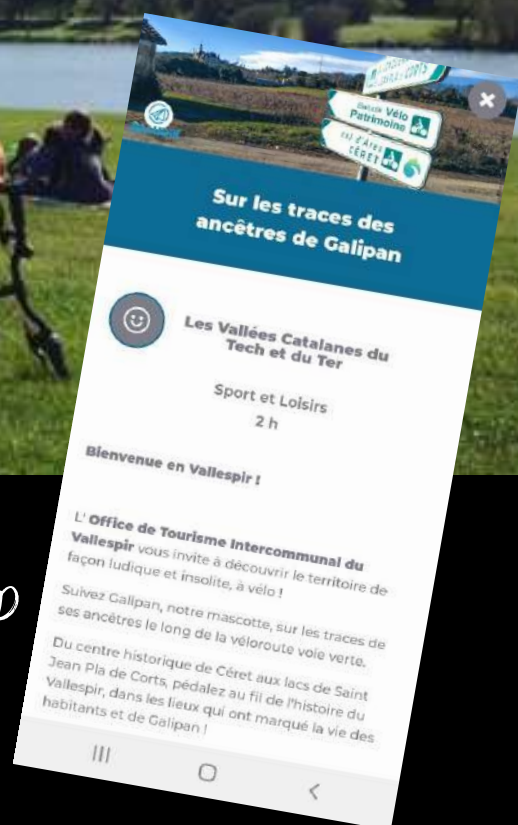 Balade Vélo
Patrimoine
CÉRET
Sur les traces des
ancêtres de Galipan
Les Vallées Catalanes du
Tech et du Ter
Sport et Loisirs
2 h
Bienvenue en Vallespir !
L' Office de Tourisme Intercommunal du
Vallespir vous invite à découvrir le territoire de
façon ludique et insolite, à vélo !
Suivez Galipan, notre mascotte, sur les traces de
ses ancêtres le long de la véloroute voie verte.
Du centre historique de Céret aux lacs de Saint
Jean Pla de Corts, pédalez au fil de l'histoire du
Vallespir, dans les lieux qui ont marqué la vie des
habitants et de Galipan !